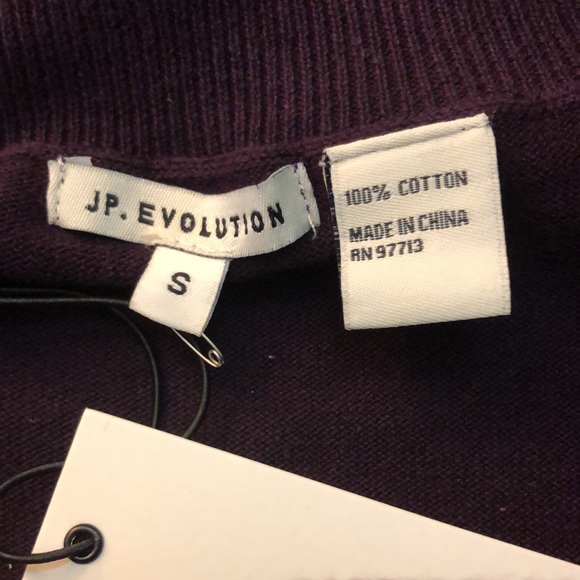 JP. EVOLUTION
S
100% COTTON
MADE IN CHINA
RN 97713